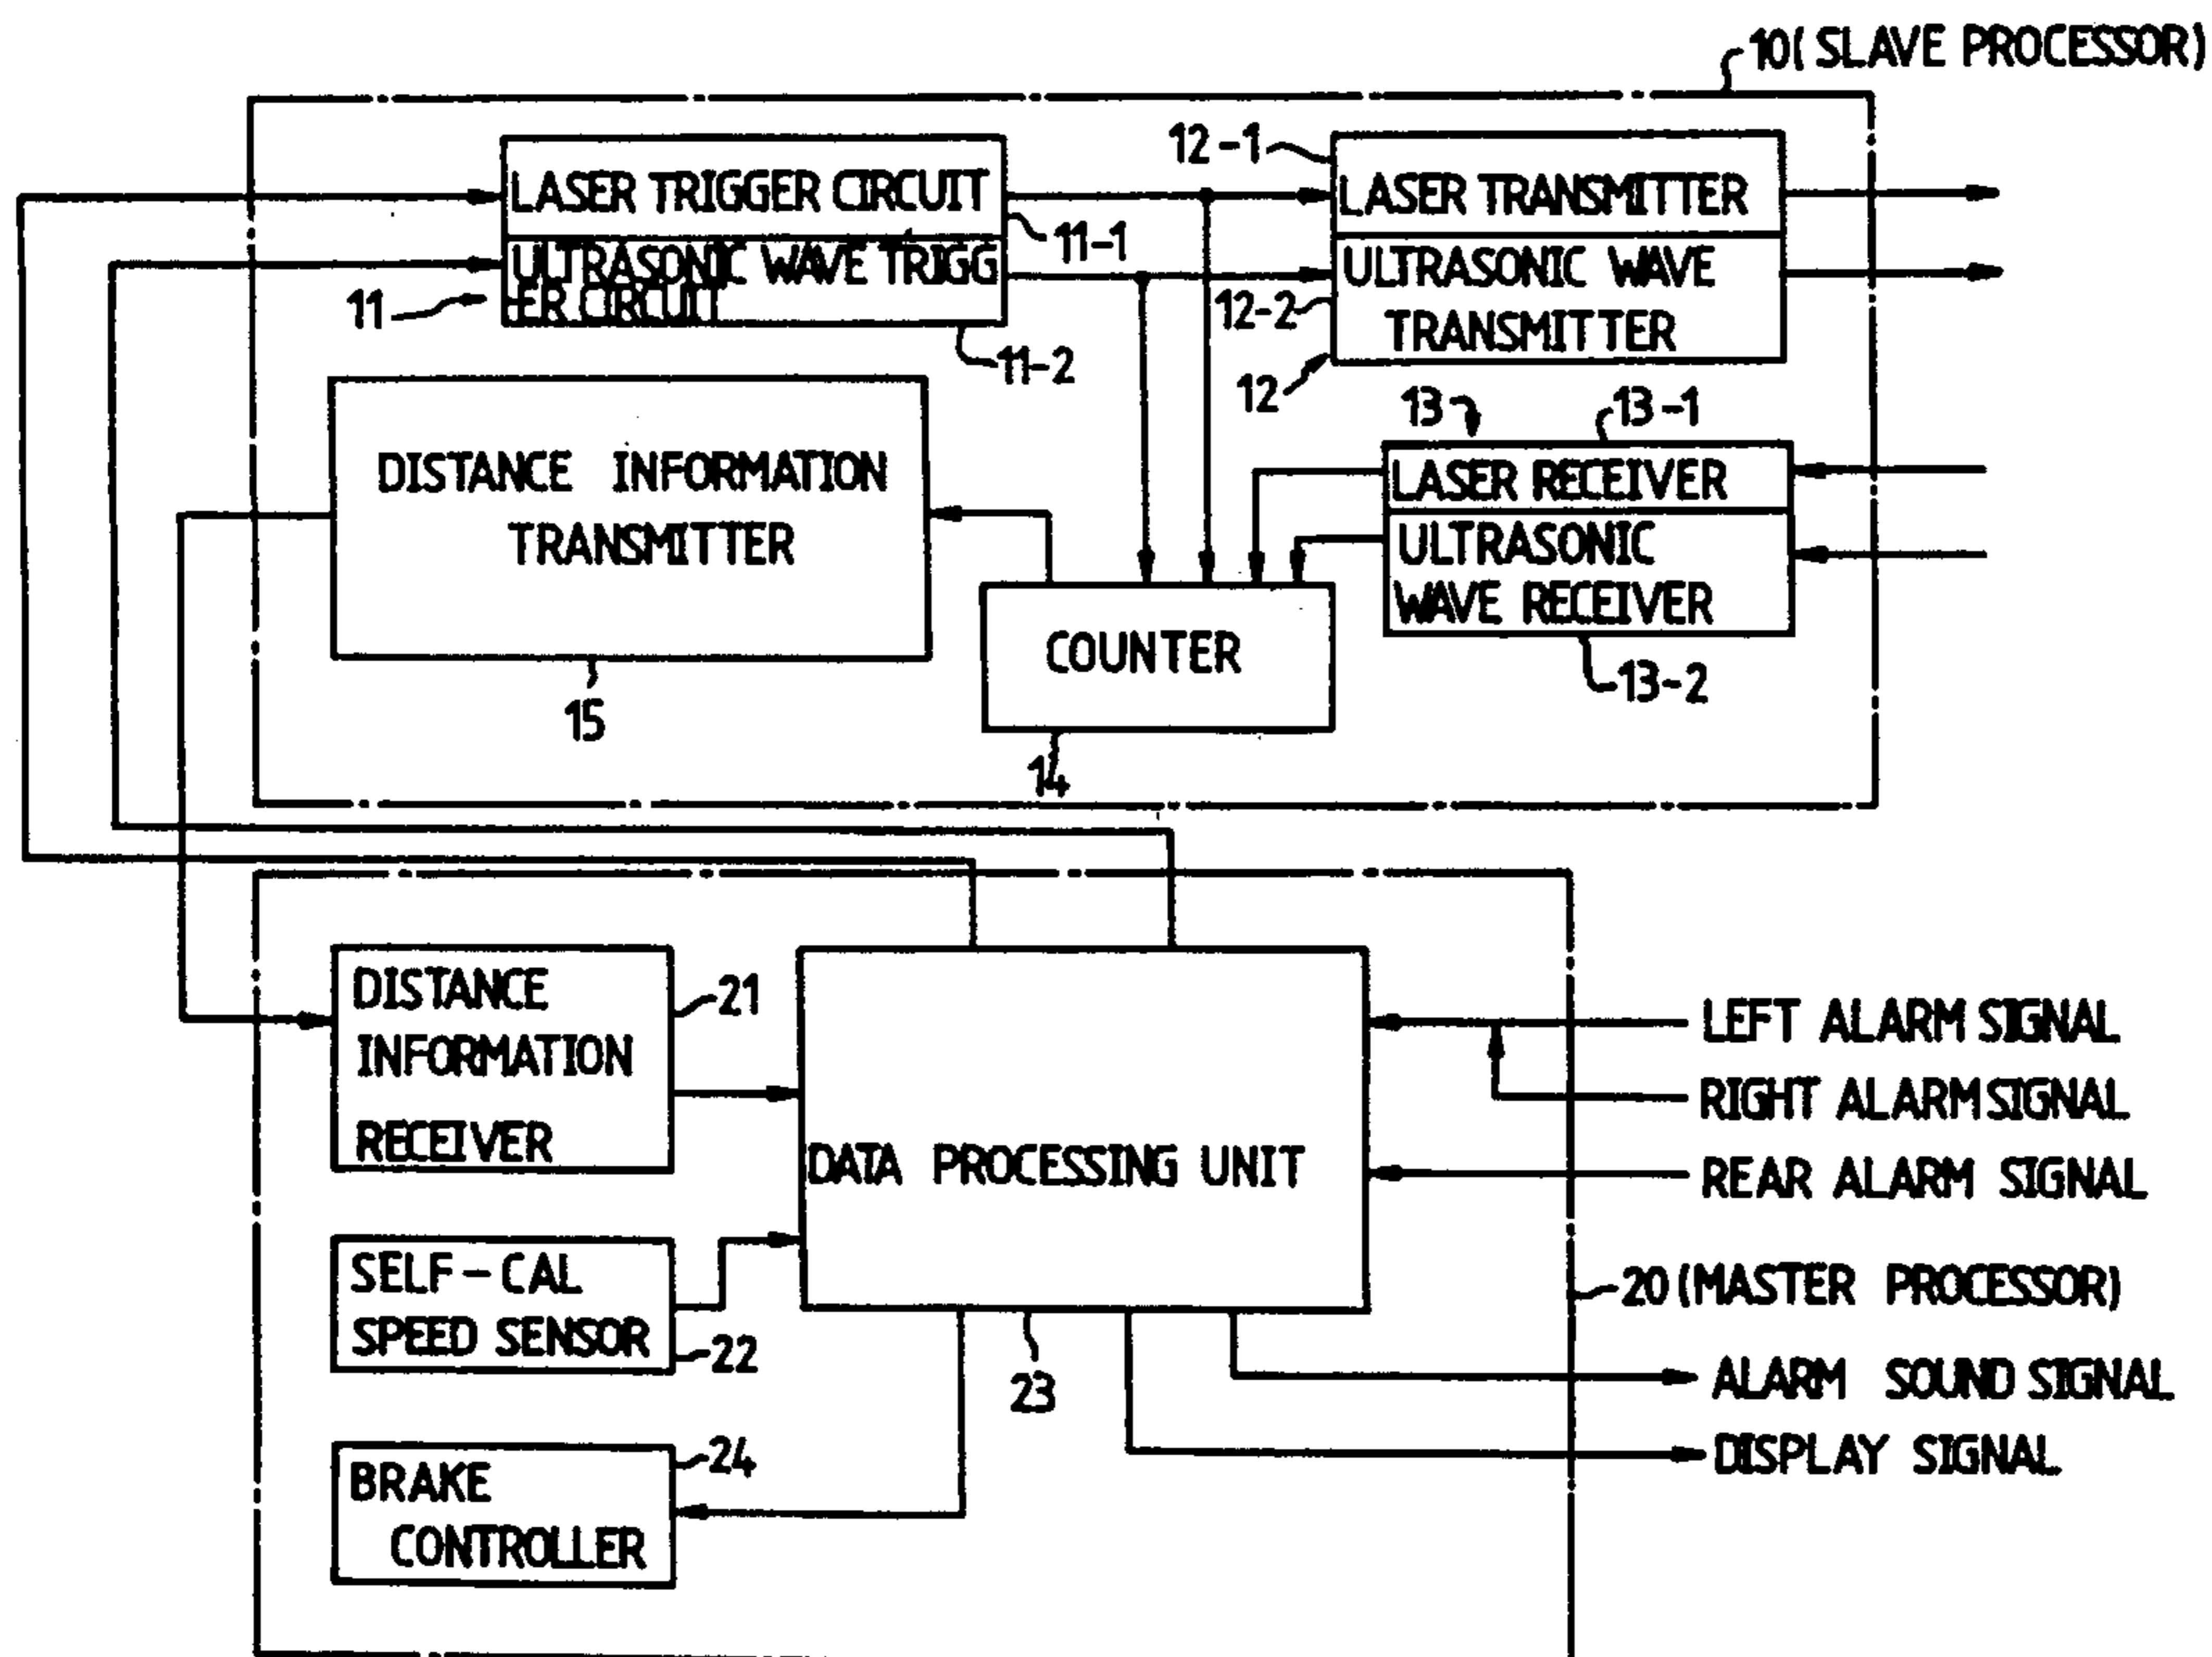 10( SLAVE PROCESSOR)
12-1
LASER TRIGGER CIRCUIT
LASER TRANSMITTER
11-1
ULTRASONIC WAVE TRIGG
ER CIRCUIT
ULTRASONIC WAVE
TRANSMITTER
11
12-2
11-2
12
13
13-1
DISTANCE INFORMATION
TRANSMITTER
LASER RECEIVER
ULTRASONIC
WAVE RECEIVER
COUNTER
13-2
15
14
DISTANCE
INFORMATION
RECEIVER
21
LEFT ALARM SIGNAL
RIGHT ALARM SIGNAL
DATA PROCESSING UNIT
REAR ALARM SIGNAL
SELF-CAL
SPEED SENSOR
22
20 (MASTER PROCESSOR)
23
ALARM SOUND SIGNAL
DISPLAY SIGNAL
24
BRAKE
CONTROLLER